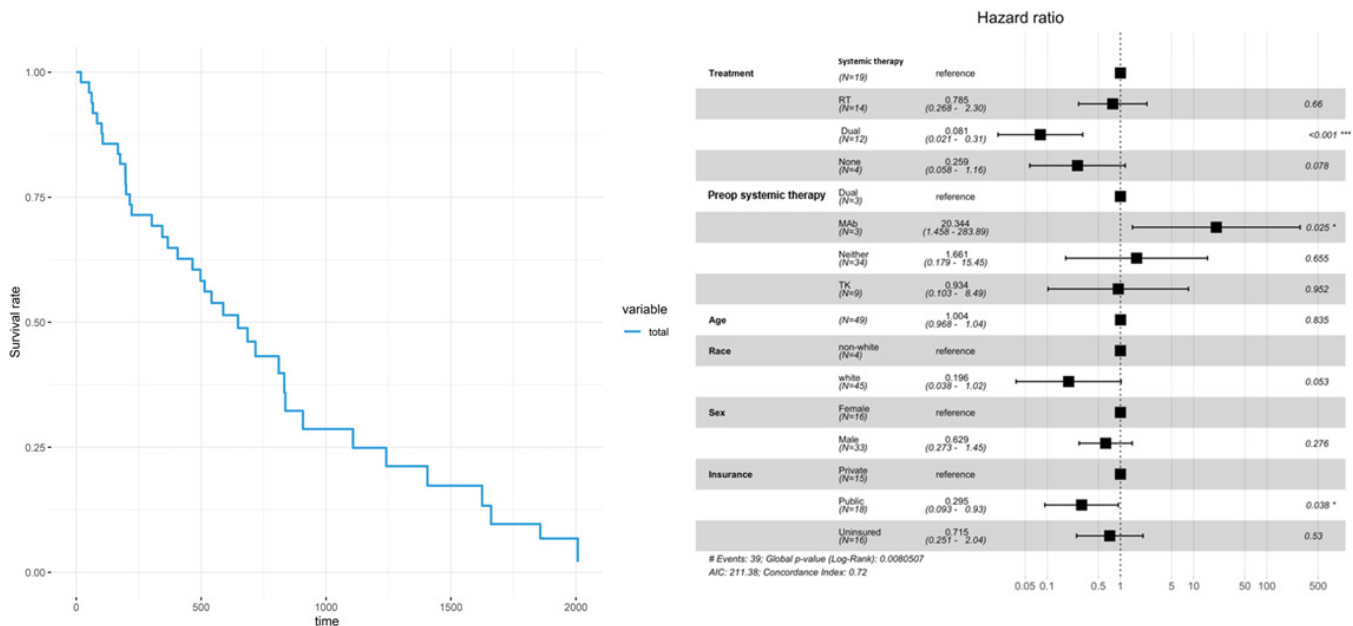 Survival rate
1.00
0.75
0.50
0.25
0.00
0
500
1000
1500
2000
time
variable
total
Hazard ratio
Treatment
Systemic therapy
(N=19)
reference
RT
(N=14)
0.785
(0.268 - 2.30)
0.66
Dual
(N=12)
0.081
(0.021 - 0.31)
<0.001 ***
None
(N=4)
0.259
(0.058 - 1.16)
0.078
Preop systemic therapy
Dual
(N=3)
reference
MAb
(N=3)
20.344
(1.458 - 283.89)
0.025 *
Neither
(N=34)
1.661
(0.179 - 15.45)
0.655
TK
(N=9)
0.934
(0.103 - 8.49)
0.952
Age
(N=49)
1.004
(0.968 - 1.04)
0.835
Race
non-white
(N=4)
reference
white
(N=45)
0.196
(0.038 - 1.02)
0.053
Sex
Female
(N=16)
reference
Male
(N=33)
0.629
(0.273 - 1.45)
0.276
Insurance
Private
(N=15)
reference
Public
(N=18)
0.295
(0.093 - 0.93)
0.038 *
Uninsured
(N=16)
0.715
(0.251 - 2.04)
0.53
# Events: 39; Global p-value (Log-Rank): 0.0080507
AIC: 211.38; Concordance Index: 0.72
0.05 0.1 0.5 1 5 10 50 100 500